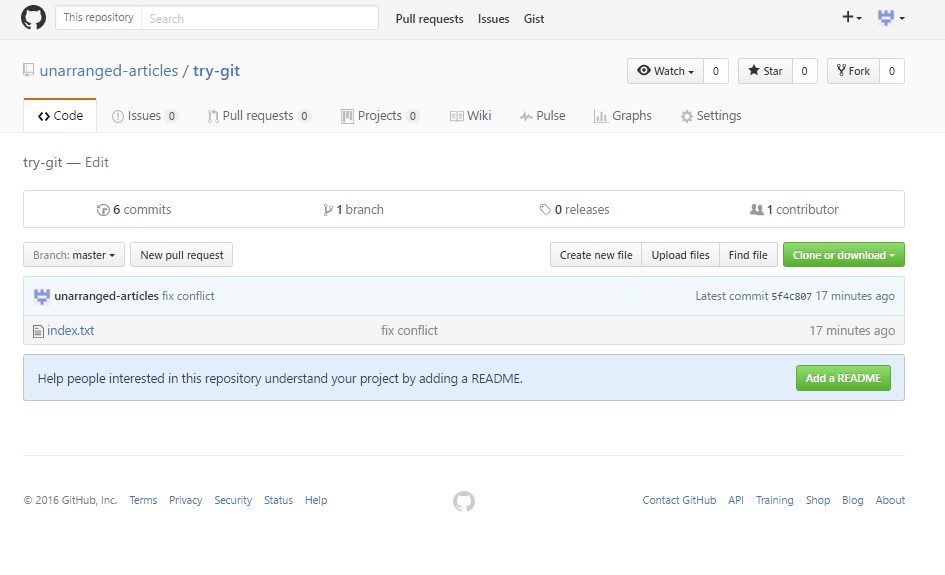 This repository Search Pull requests Issues Gist
unarranged-articles / try-git Watch 0 Star 0 Fork 0
Code Issues 0 Pull requests 0 Projects 0 Wiki Pulse Graphs Settings
try-git — Edit
6 commits 1 branch 0 releases 1 contributor
Branch: master New pull request Create new file Upload files Find file Clone or download
unarranged-articles fix conflict Latest commit 5f4c807 17 minutes ago
index.txt fix conflict 17 minutes ago
Help people interested in this repository understand your project by adding a README. Add a README
© 2016 GitHub, Inc. Terms Privacy Security Status Help Contact GitHub API Training Shop Blog About